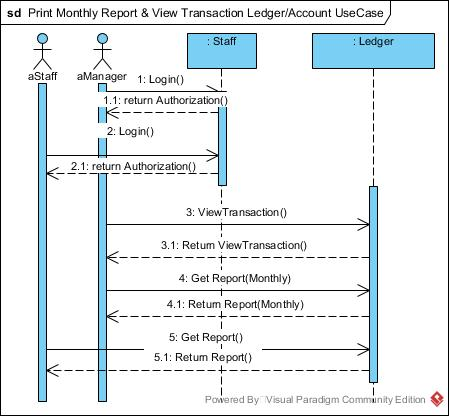 sd Print Monthly Report & View Transaction Ledger/Account UseCase
: Staff
: Ledger
aStaff
aManager
1: Login()
1.1: return Authorization()
2: Login()
2.1: return Authorization()
3: ViewTransaction()
3.1: Return ViewTransaction()
4: Get Report(Monthly)
4.1: Return Report(Monthly)
5: Get Report()
5.1: Return Report()
Powered By Visual Paradigm Community Edition